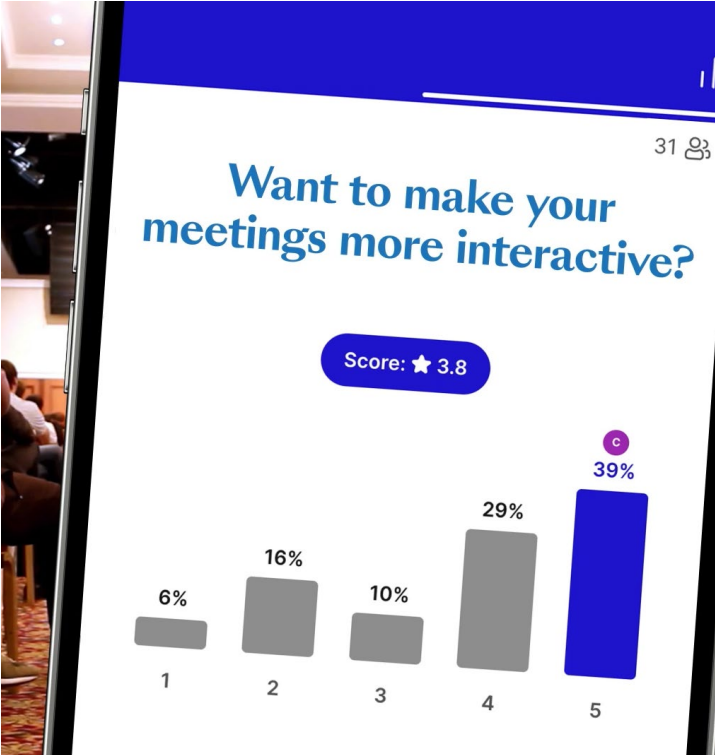 31
Want to make your
meetings more interactive?
Score: ★ 3.8
C
39%
29%
16%
10%
6%
1
2
3
4
5